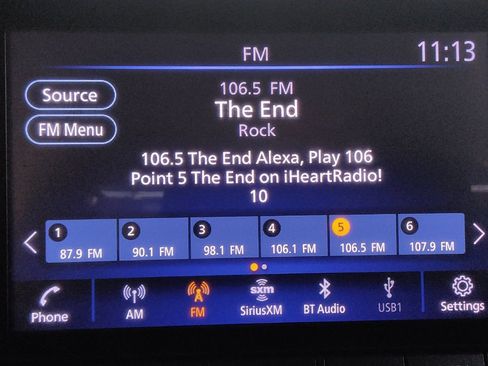 FM
11:13
Source
106.5 FM
The End
FM Menu
Rock
106.5 The End Alexa, Play 106
Point 5 The End on iHeartRadio!
10
1
2
3
4
5
6
87.9 FM
90.1 FM
98.1 FM
106.1 FM
106.5 FM
107.9 FM
sxm
Phone
AM
FM
SiriusXM
BT Audio
USB1
Settings